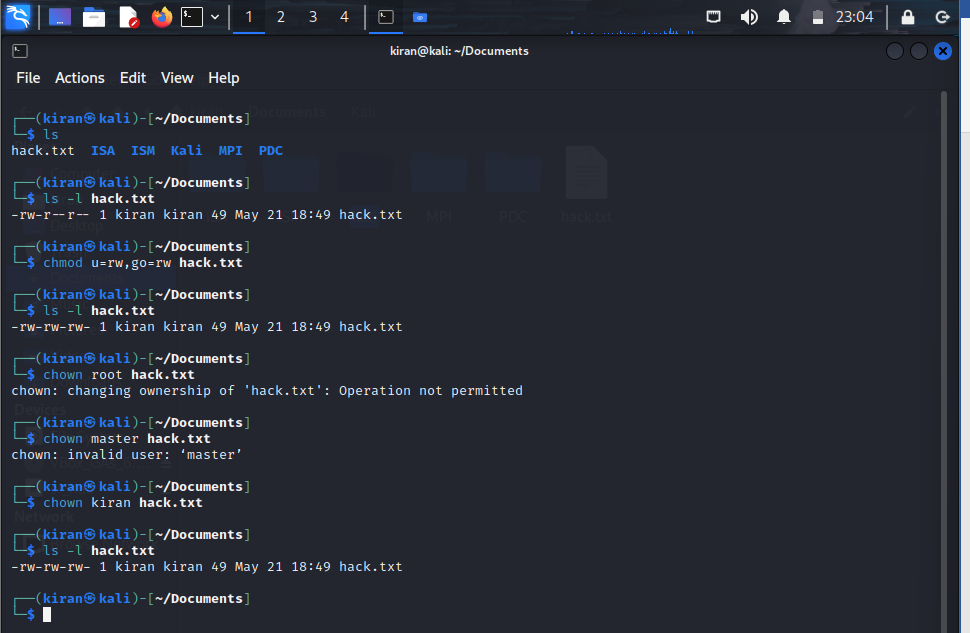 1 2 3 4 23:04
kiran@kali: ~/Documents
File Actions Edit View Help
┌──(kiran㉿kali)-[~/Documents]
└─$ ls
hack.txt ISA ISM Kali MPI PDC
┌──(kiran㉿kali)-[~/Documents]
└─$ ls -l hack.txt
-rw-r--r-- 1 kiran kiran 49 May 21 18:49 hack.txt
┌──(kiran㉿kali)-[~/Documents]
└─$ chmod u=rw,go=rw hack.txt
┌──(kiran㉿kali)-[~/Documents]
└─$ ls -l hack.txt
-rw-rw-rw- 1 kiran kiran 49 May 21 18:49 hack.txt
┌──(kiran㉿kali)-[~/Documents]
└─$ chown root hack.txt
chown: changing ownership of 'hack.txt': Operation not permitted
┌──(kiran㉿kali)-[~/Documents]
└─$ chown master hack.txt
chown: invalid user: ‘master’
┌──(kiran㉿kali)-[~/Documents]
└─$ chown kiran hack.txt
┌──(kiran㉿kali)-[~/Documents]
└─$ ls -l hack.txt
-rw-rw-rw- 1 kiran kiran 49 May 21 18:49 hack.txt
┌──(kiran㉿kali)-[~/Documents]
└─$